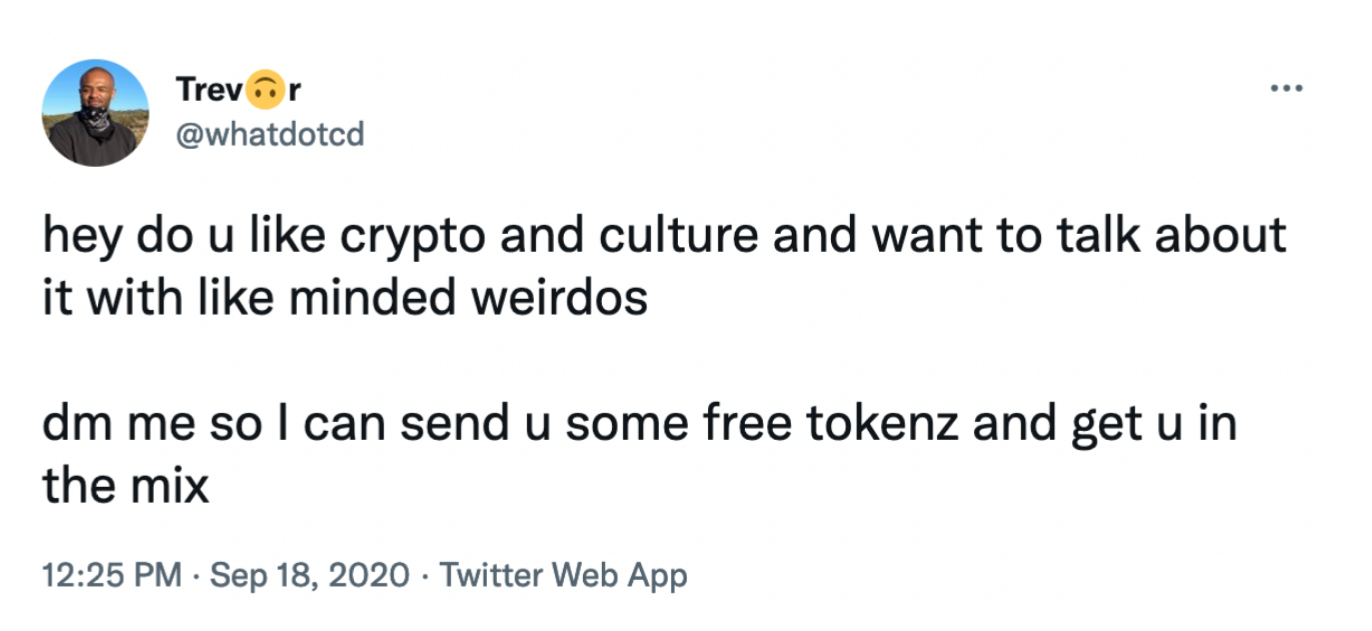 Trev🙃r
@whatdotcd
hey do u like crypto and culture and want to talk about
it with like minded weirdos
dm me so I can send u some free tokenz and get u in
the mix
12:25 PM · Sep 18, 2020 · Twitter Web App